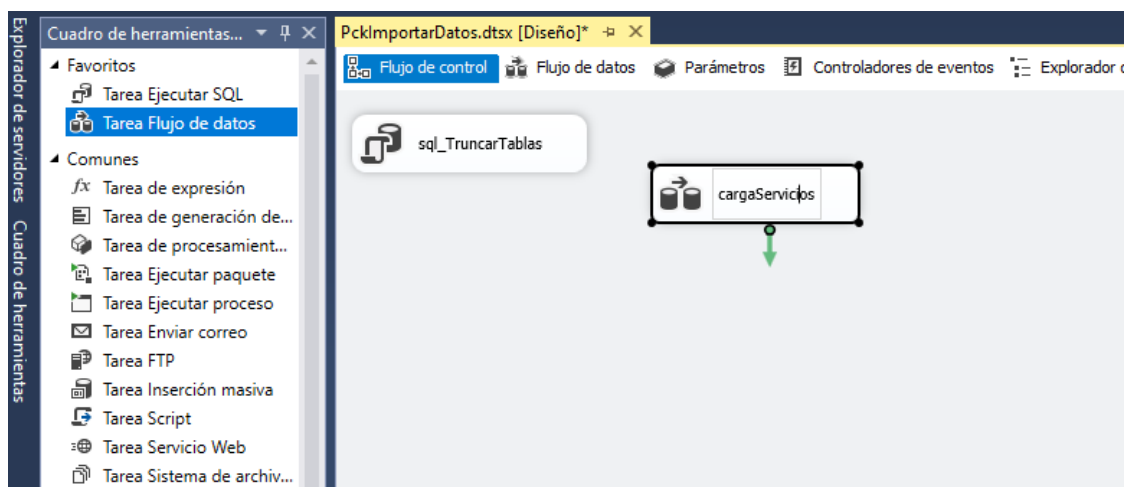 Explorador de servidores
Cuadro de herramientas
Cuadro de herramientas...
Favoritos
Tarea Ejecutar SQL
Tarea Flujo de datos
Comunes
fx Tarea de expresión
Tarea de generación de...
Tarea de procesamient...
Tarea Ejecutar paquete
Tarea Ejecutar proceso
Tarea Enviar correo
Tarea FTP
Tarea Inserción masiva
Tarea Script
Tarea Servicio Web
Tarea Sistema de archiv...
PckImportarDatos.dtsx [Diseño]*
Flujo de control Flujo de datos Parámetros Controladores de eventos Explorador
sql_TruncarTablas
cargaServicios